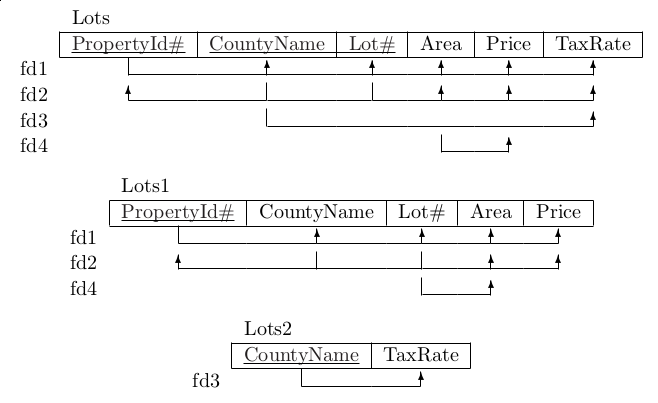 Lots
PropertyId# CountyName Lot# Area Price TaxRate
fd1
fd2
fd3
fd4
Lots1
PropertyId# CountyName Lot# Area Price
fd1
fd2
fd4
Lots2
CountyName TaxRate
fd3